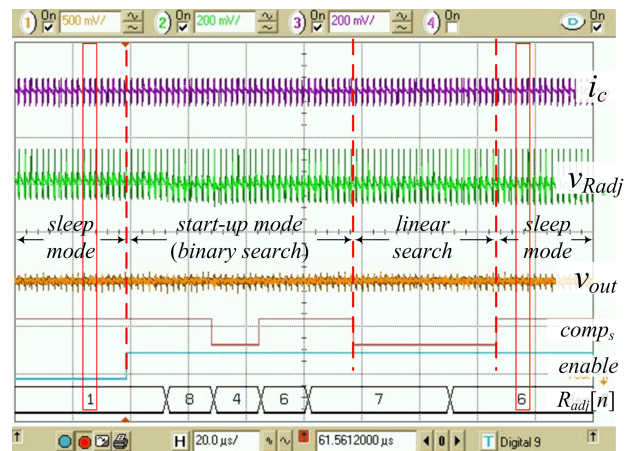 1 On 500 mV/ 2 On 200 mV/ 3 On 200 mV/ 4 On D On
i_c
v_Radj
sleep mode
start-up mode (binary search)
linear search
sleep mode
v_out
comp_s
enable
1 8 4 6 7 6 R_adj[n]
H 20.0 µs/ 61.5612000 µs 0 T Digital 9